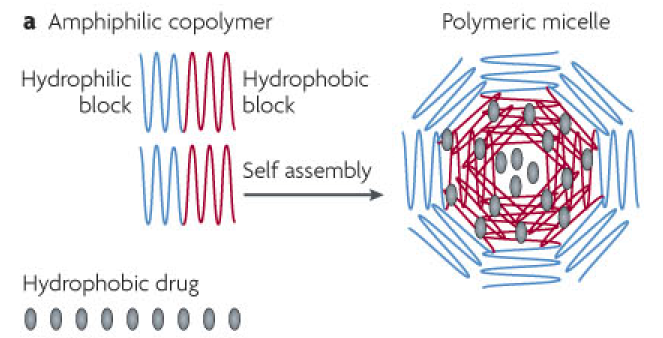 a Amphiphilic copolymer
Polymeric micelle
Hydrophilic
block
Hydrophobic
block
Self assembly
Hydrophobic drug